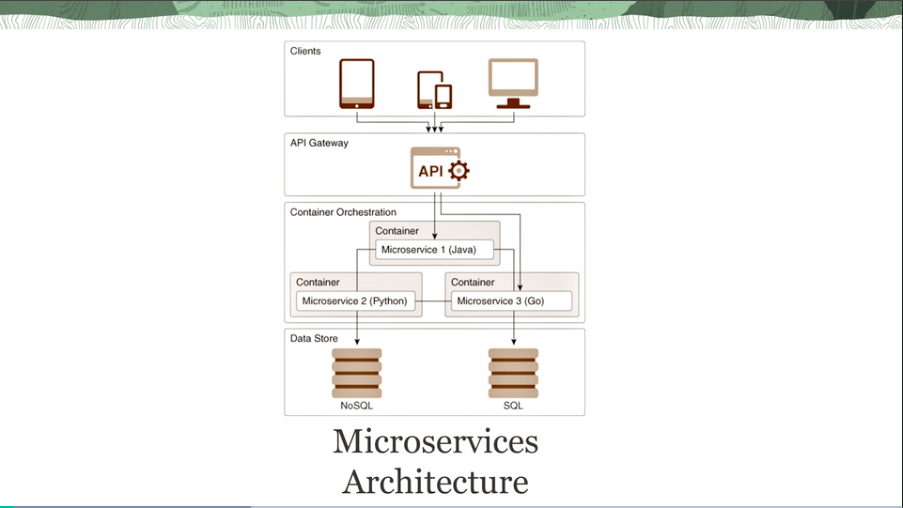 Clients
API Gateway
API
Container Orchestration
Container
Microservice 1 (Java)
Container
Microservice 2 (Python)
Container
Microservice 3 (Go)
Data Store
NoSQL
SQL
Microservices
Architecture